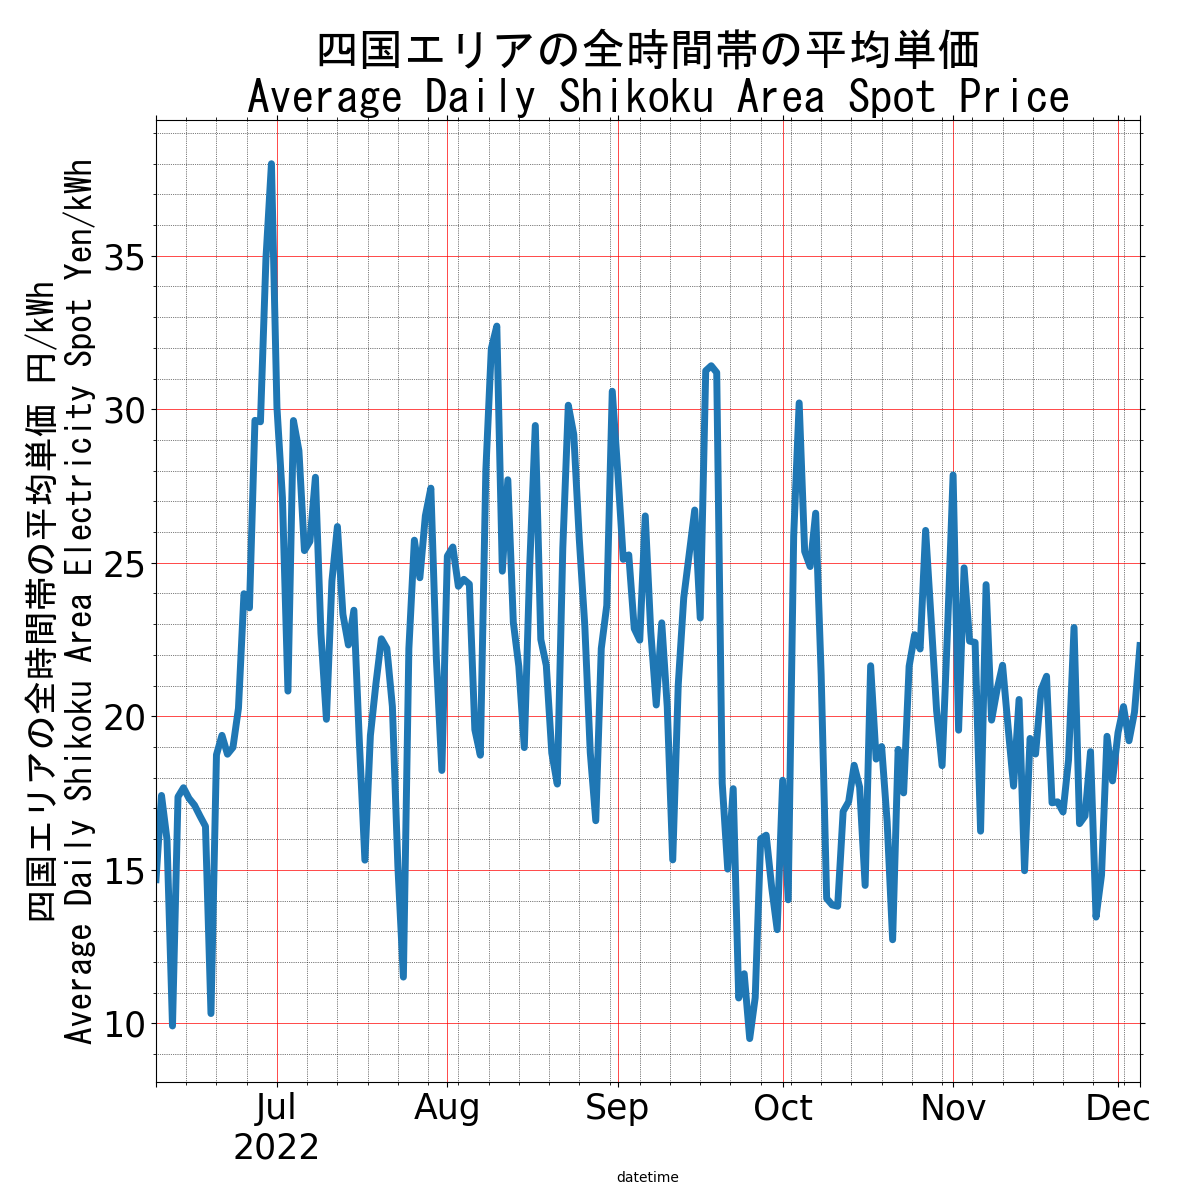 四国エリアの全時間帯の平均単価
Average Daily Shikoku Area Spot Price
四国エリアの全時間帯の平均単価 円/kWh
Average Daily Shikoku Area Electricity Spot Yen/kWh
35
30
25
20
15
10
Jul
2022
Aug
Sep
Oct
Nov
Dec
datetime